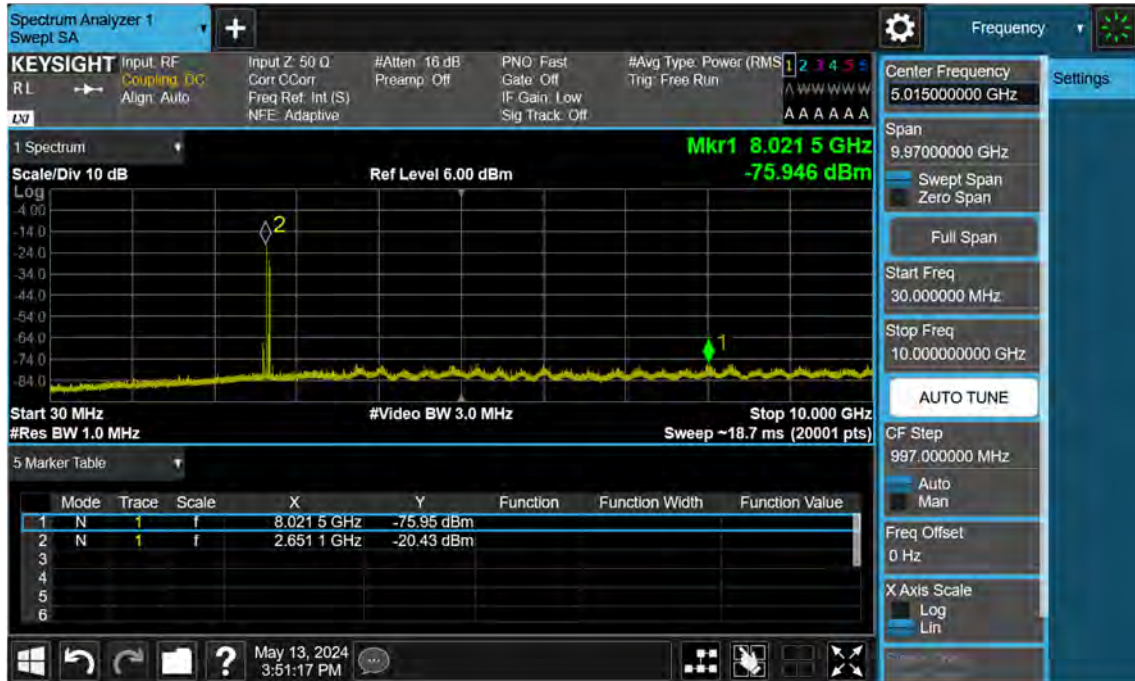 Spectrum Analyzer 1
Swept SA
Frequency
KEYSIGHT
RL
LXI
Input: RF
Coupling: DC
Align: Auto
Input Z: 50 Ω
Corr CCorr
Freq Ref: Int (S)
NFE: Adaptive
#Atten: 16 dB
Preamp: Off
PNO: Fast
Gate: Off
IF Gain: Low
Sig Track: Off
#Avg Type: Power (RMS
Trig: Free Run
1 2 3 4 5 6
A W W W W W
A A A A A A
1 Spectrum
Scale/Div 10 dB
Ref Level 6.00 dBm
Mkr1 8.021 5 GHz
-75.946 dBm
Log
-4.00
-14.0
-24.0
-34.0
-44.0
-54.0
-64.0
-74.0
-84.0
2
1
Start 30 MHz
#Video BW 3.0 MHz
Stop 10.000 GHz
#Res BW 1.0 MHz
Sweep ~18.7 ms (20001 pts)
5 Marker Table
Mode Trace Scale X Y Function Function Width Function Value
1 N 1 f 8.021 5 GHz -75.95 dBm
2 N 1 f 2.651 1 GHz -20.43 dBm
3
4
5
6
May 13, 2024
3:51:17 PM
Center Frequency
5.015000000 GHz
Settings
Span
9.97000000 GHz
Swept Span
Zero Span
Full Span
Start Freq
30.000000 MHz
Stop Freq
10.000000000 GHz
AUTO TUNE
CF Step
997.000000 MHz
Auto
Man
Freq Offset
0 Hz
X Axis Scale
Log
Lin